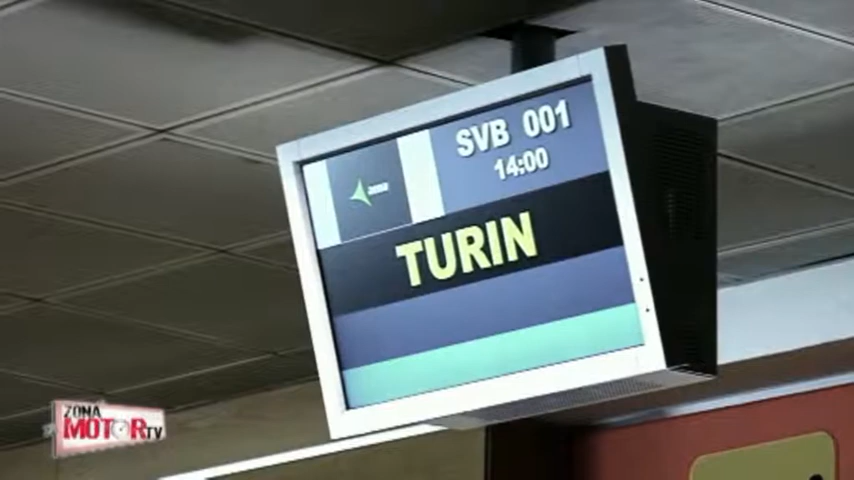 SVB 001
14:00
TURIN
ZONA
MOTOR TV